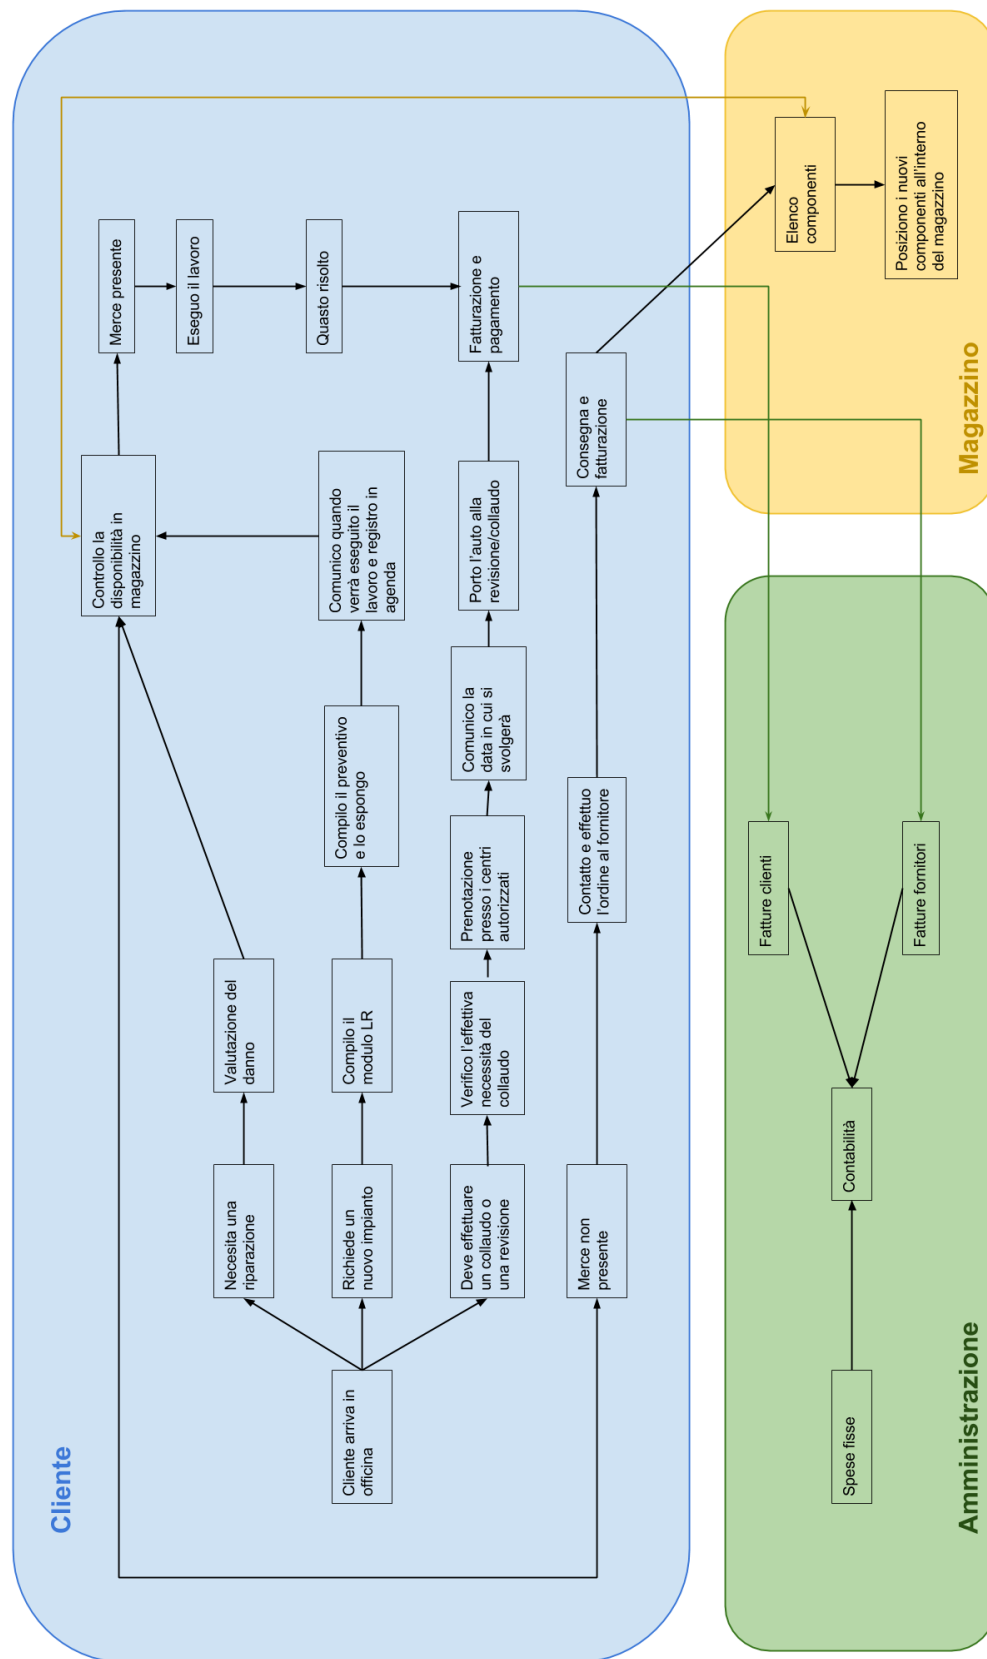 Cliente
Cliente arriva in
officina
Necesita una
riparazione
Valutazione del
danno
Controllo la
disponibilità in
magazzino
Merce presente
Eseguo il lavoro
Quasto risolto
Fatturazione e
pagamento
Richiede un
nuovo impianto
Compilo il
modulo LR
Compilo il preventivo
e lo espongo
Comunico quando
verrà eseguito il
lavoro e registro in
agenda
Deve effettuare
un collaudo o
una revisione
Verifico l'effettiva
necessità del
collaudo
Prenotazione
presso i centri
autorizzati
Comunico la
data in cui si
svolgerà
Porto l'auto alla
revisione/collaudo
Merce non
presente
Contatto e effettuo
l'ordine al fornitore
Consegna e
fatturazione
Amministrazione
Spese fisse
Contabilità
Fatture clienti
Fatture fornitori
Magazzino
Elenco
componenti
Posiziono i nuovi
componenti all'interno
del magazzino